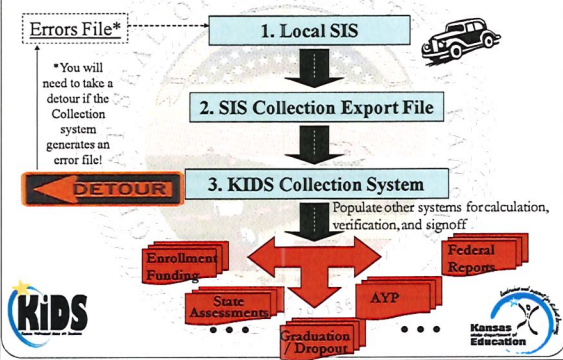 Errors File*
1. Local SIS
*You will
need to take a
detour if the
Collection
system
generates an
error file!
2. SIS Collection Export File
DETOUR
3. KIDS Collection System
Populate other systems for calculation,
verification, and signoff
Enrollment
Funding
Federal
Reports
State
Assessments
AYP
Graduation
/ Dropout
KiDS
Kansas
state department of
Education